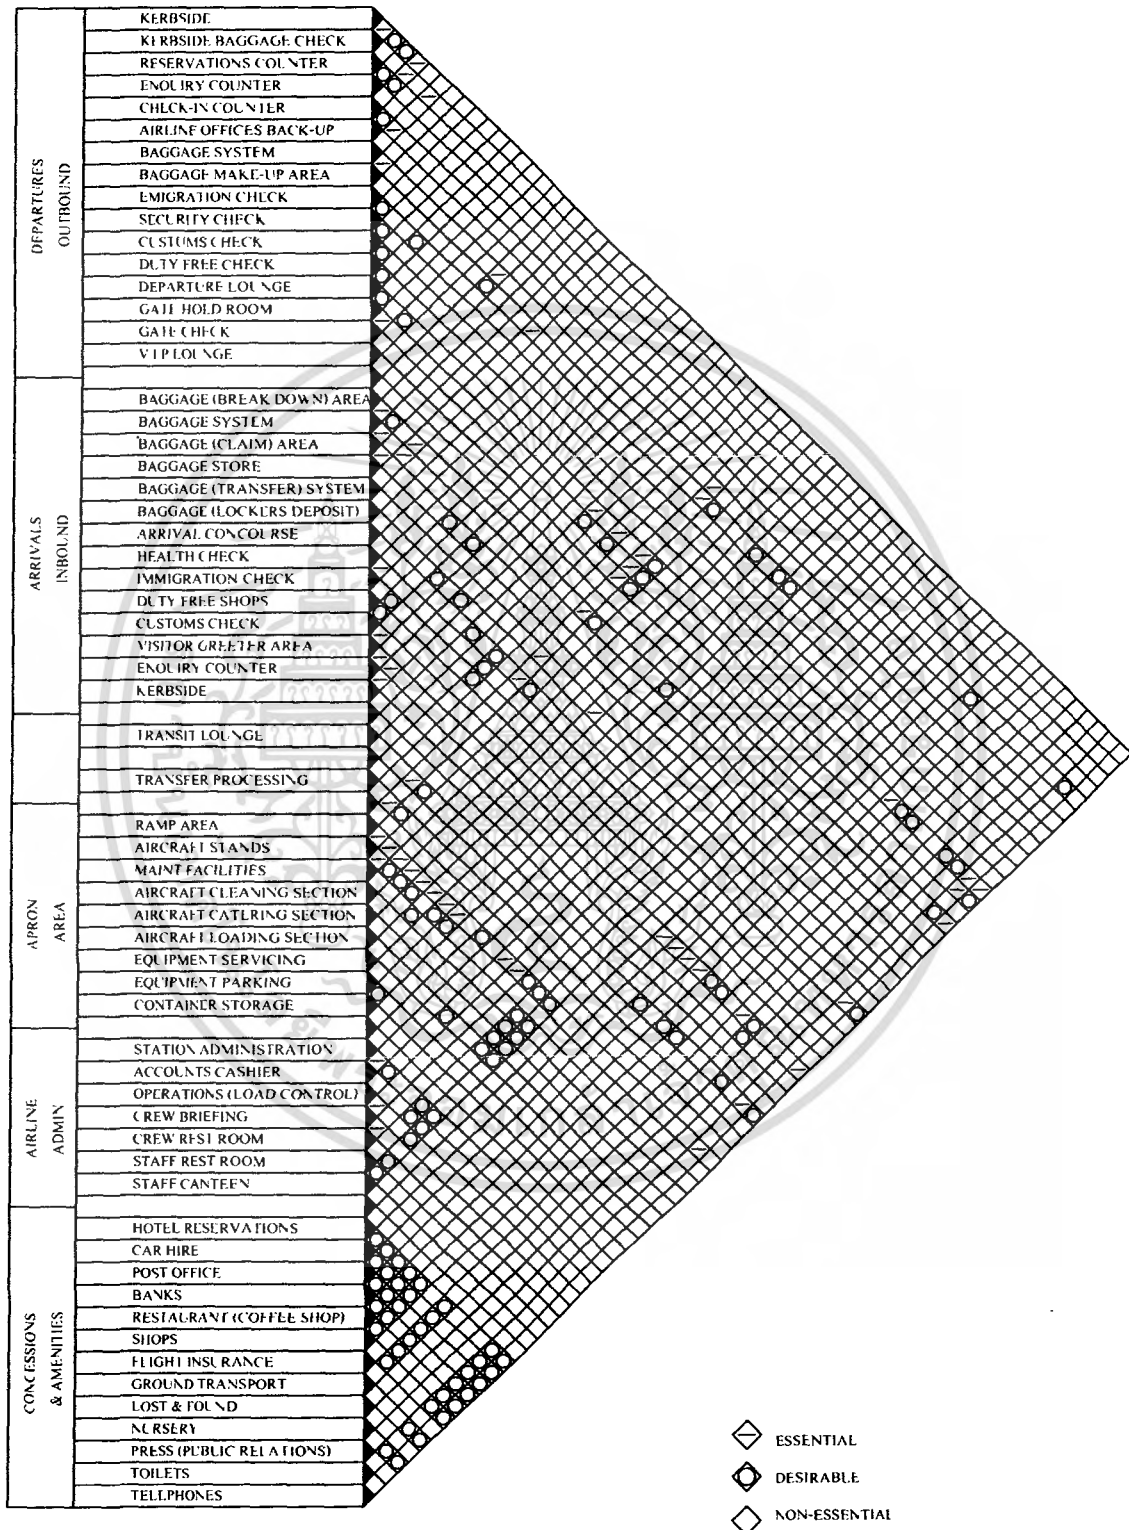 KERBSIDE
KERBSIDE BAGGAGE CHECK
RESERVATIONS COUNTER
ENQUIRY COUNTER
CHECK-IN COUNTER
AIRLINE OFFICES BACK-UP
BAGGAGE SYSTEM
BAGGAGE MAKE-UP AREA
EMIGRATION CHECK
SECURITY CHECK
CUSTUMS CHECK
DUTY FREE CHECK
DEPARTURE LOUNGE
GATE HOLD ROOM
GATE CHECK
V I P LOUNGE
DEPARTURES
OUTBOUND
BAGGAGE (BREAK DOWN) AREA
BAGGAGE SYSTEM
BAGGAGE (CLAIM) AREA
BAGGAGE STORE
BAGGAGE (TRANSFER) SYSTEM
BAGGAGE (LOCKERS DEPOSIT)
ARRIVAL CONCOURSE
HEALTH CHECK
IMMIGRATION CHECK
DUTY FREE SHOPS
CUSTOMS CHECK
VISITOR GREETER AREA
ENQUIRY COUNTER
KERBSIDE
ARRIVALS
INBOUND
TRANSIT LOUNGE
TRANSFER PROCESSING
RAMP AREA
AIRCRAFT STANDS
MAINT FACILITIES
AIRCRAFT CLEANING SECTION
AIRCRAFT CATERING SECTION
AIRCRAFT LOADING SECTION
EQUIPMENT SERVICING
EQUIPMENT PARKING
CONTAINER STORAGE
APRON
AREA
STATION ADMINISTRATION
ACCOUNTS CASHIER
OPERATIONS (LOAD CONTROL)
CREW BRIEFING
CREW REST ROOM
STAFF REST ROOM
STAFF CANTEEN
AIRLINE
ADMIN
HOTEL RESERVATIONS
CAR HIRE
POST OFFICE
BANKS
RESTAURANT (COFFEE SHOP)
SHOPS
FLIGHT INSURANCE
GROUND TRANSPORT
LOST & FOUND
NURSERY
PRESS (PUBLIC RELATIONS)
TOILETS
TELEPHONES
CONCESSIONS
& AMENITIES
ESSENTIAL
DESIRABLE
NON-ESSENTIAL